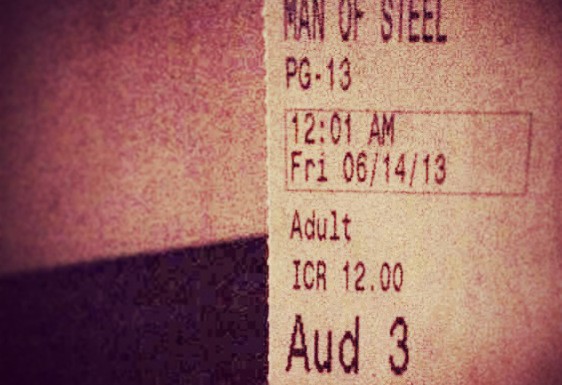 MAN OF STEEL
PG-13
12:01 AM
Fri 06/14/13
Adult
ICR 12.00
Aud 3